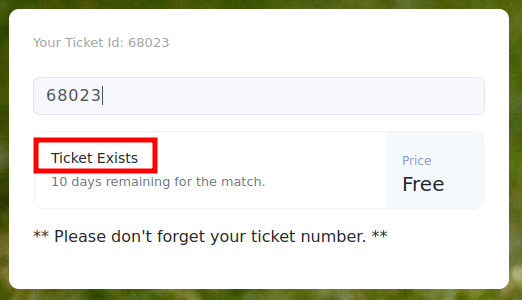 Your Ticket Id: 68023
68023
Ticket Exists
10 days remaining for the match.
Price
Free
** Please don't forget your ticket number. **